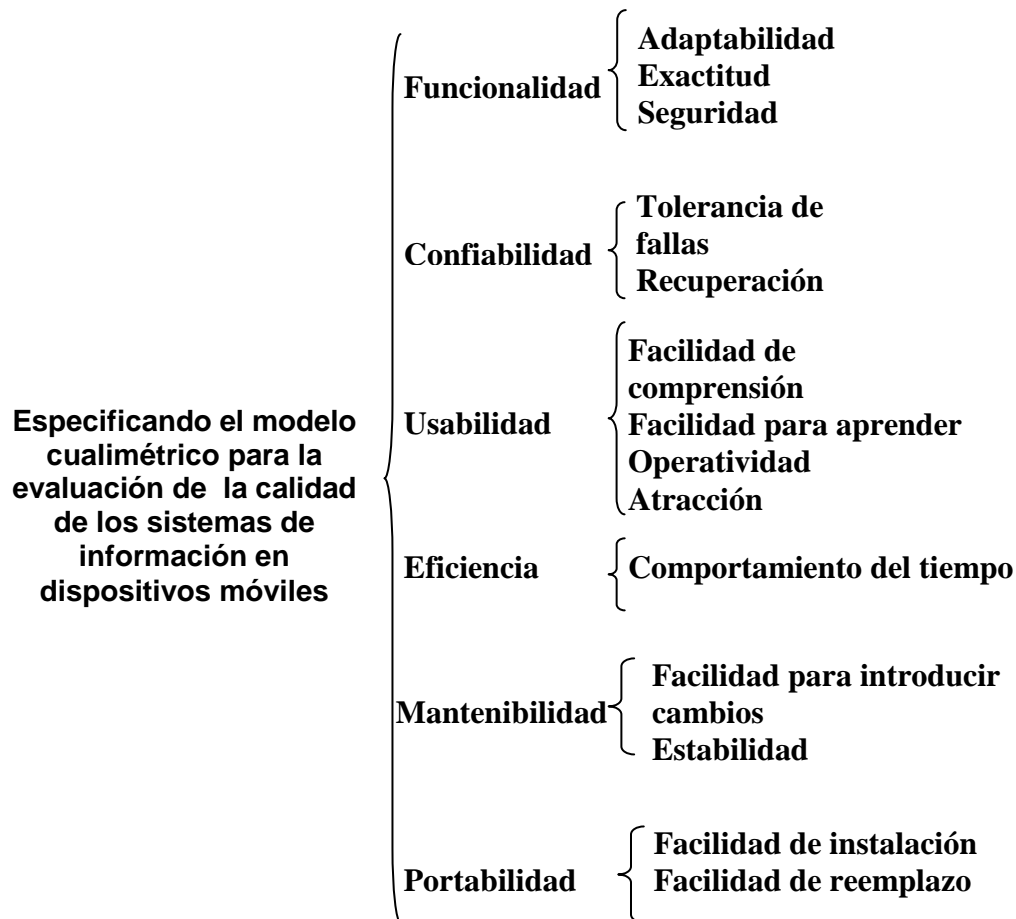 Especificando el modelo
cualimétrico para la
evaluación de la calidad
de los sistemas de
información en
dispositivos móviles
Funcionalidad
Adaptabilidad
Exactitud
Seguridad
Confiabilidad
Tolerancia de
fallas
Recuperación
Usabilidad
Facilidad de
comprensión
Facilidad para aprender
Operatividad
Atracción
Eficiencia
Comportamiento del tiempo
Mantenibilidad
Facilidad para introducir
cambios
Estabilidad
Portabilidad
Facilidad de instalación
Facilidad de reemplazo